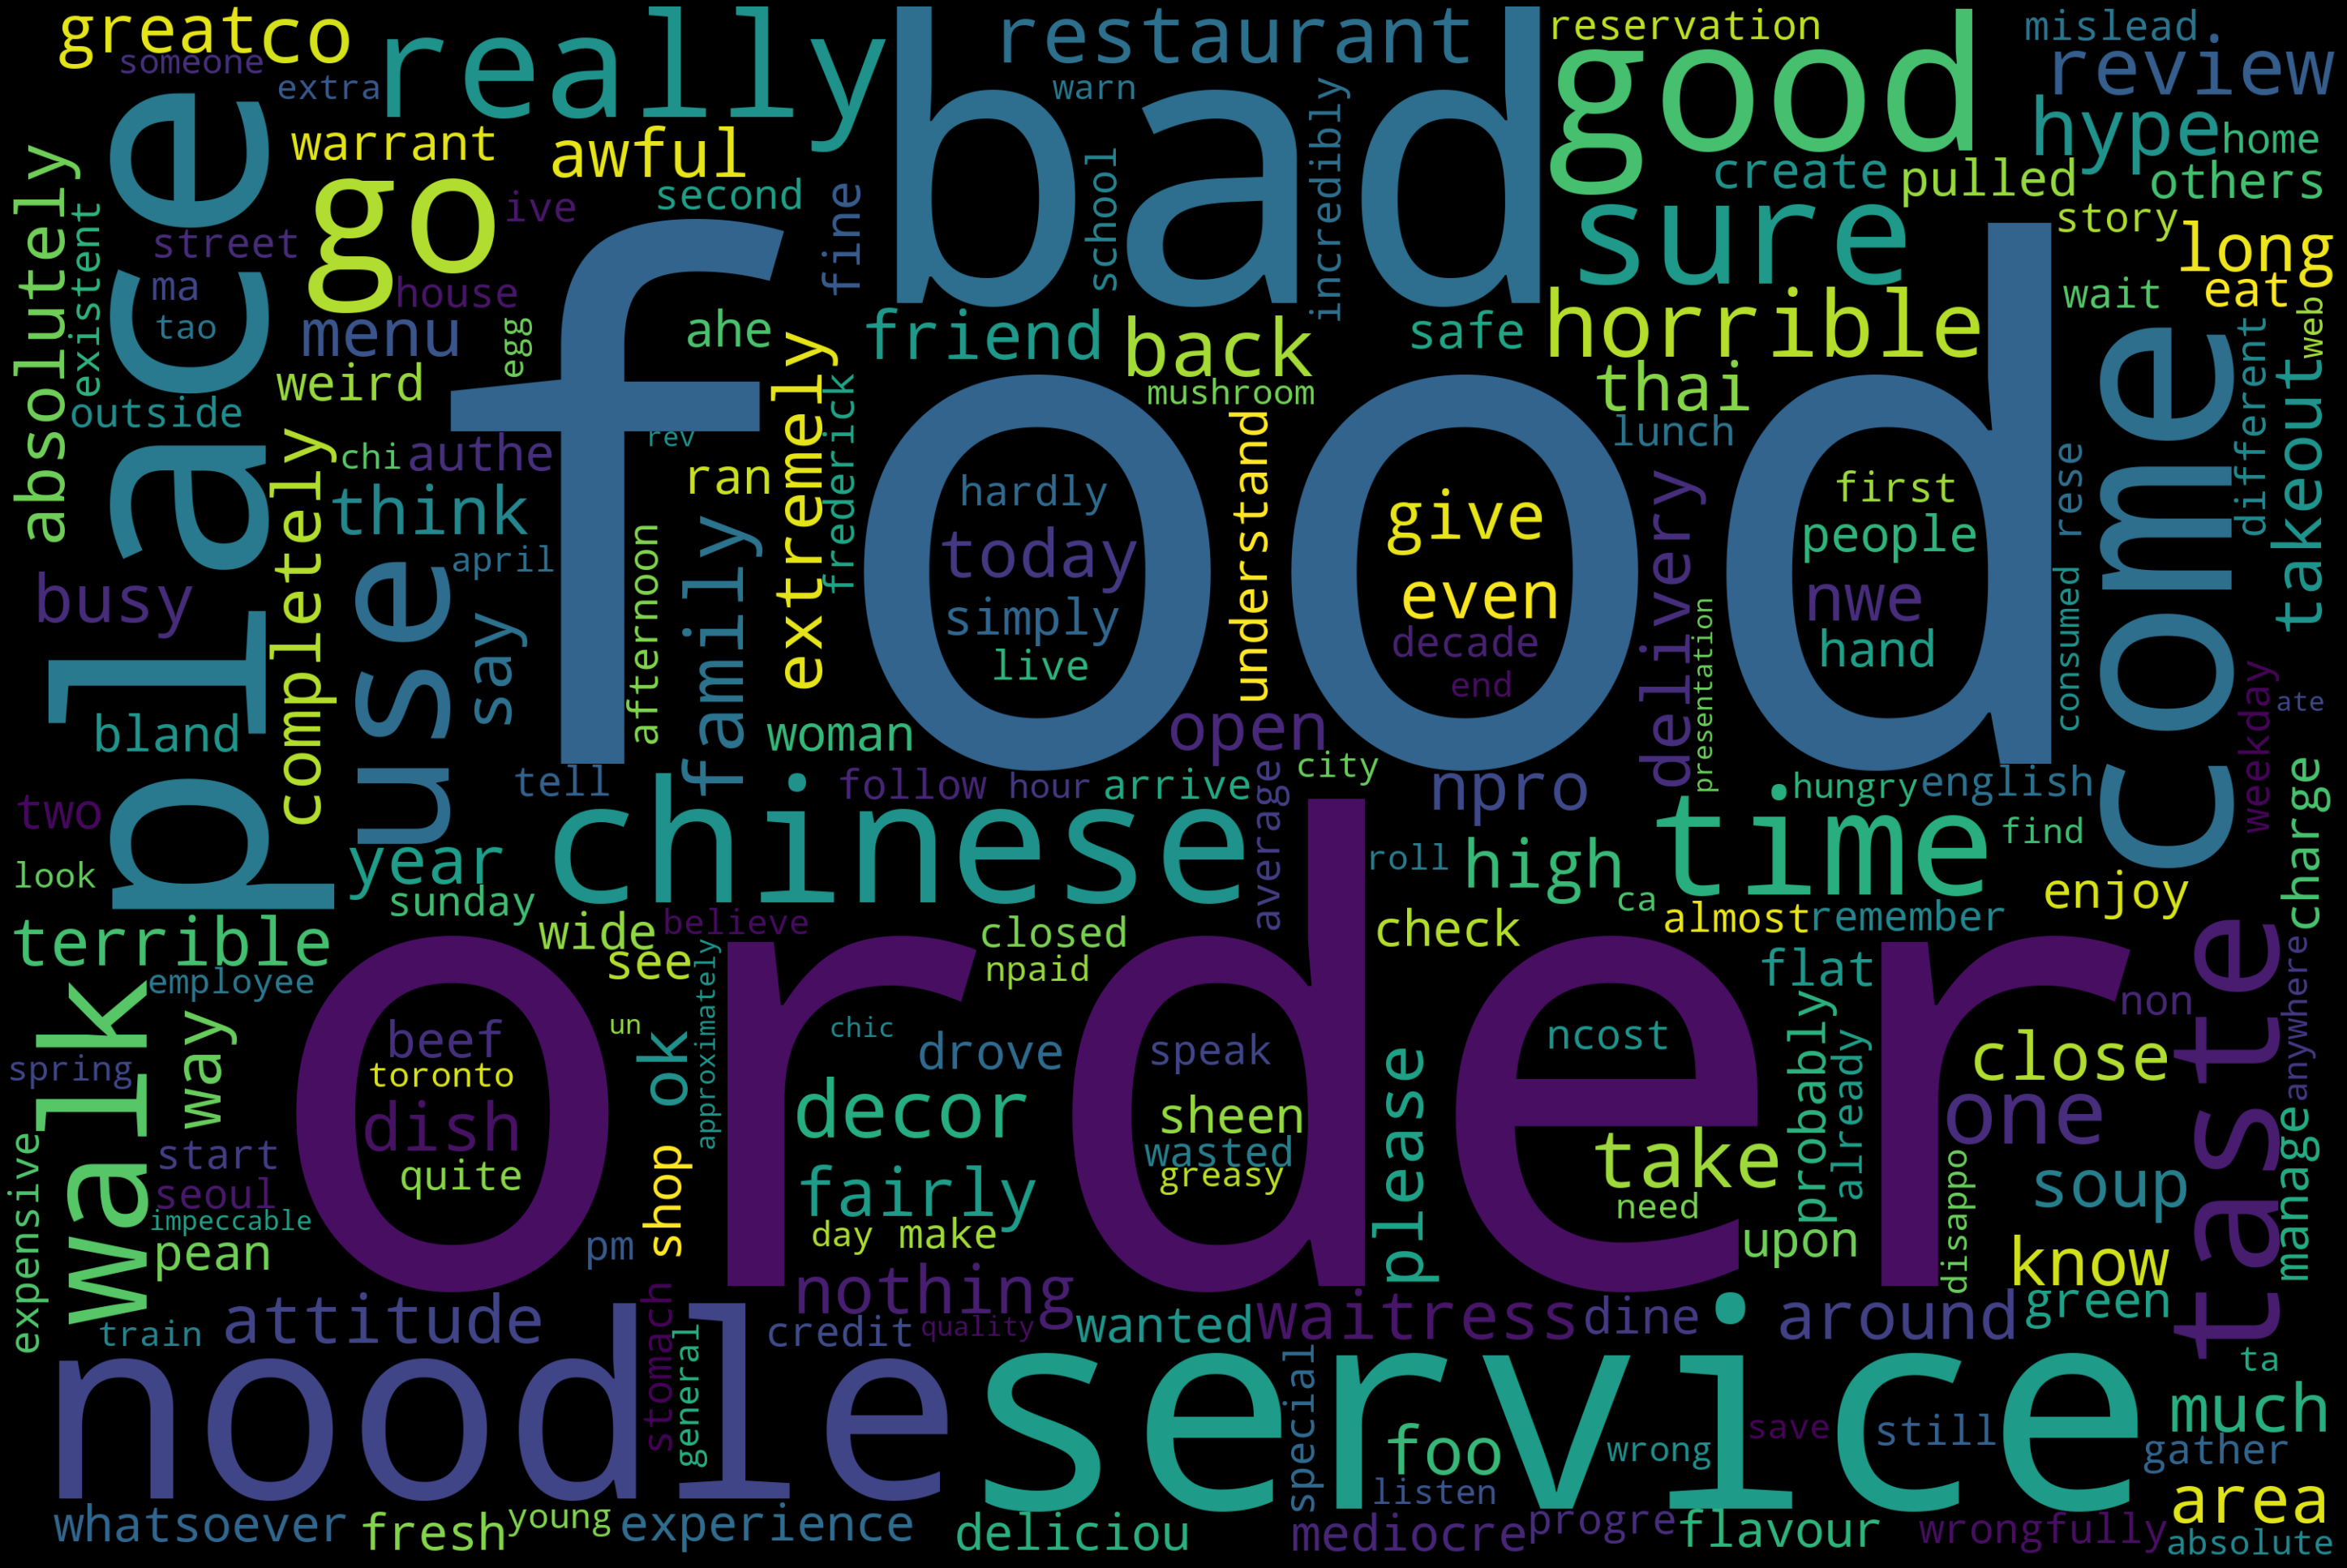 greatco
really
restaurant
reservation
mislead
someone
extra
bad
warn
good
review
place
warrant
awful
incredibly
hype
home
absolutely
go
second
school
sure
create
pulled
others
existent
street
ive
fine
story
long
ma
house
food
friend
back
safe
horrible
wait
eat
tao
menu
egg
ahe
extremely
mushroom
thai
come
web
weird
outside
frederick
understand
lunch
different
takeout
completely
chi
authe
rev
ran
hardly
give
delivery
first
consumed
rese
think
today
people
april
afternoon
family
simply
even
nwe
busy
use
say
live
decade
hand
end
presentation
weekday
ate
bland
woman
open
tell
follow
hour
arrive
city
npro
hungry
english
two
chinese
average
time
find
charge
look
year
roll
high
enjoy
sunday
order
ca
terrible
wide
believe
closed
check
almost
remember
taste
employee
see
npaid
flat
anywhere
walk
way
approximately
probably
non
beef
un
ok
chic
drove
speak
ncost
close
spring
toronto
please
already
dish
decor
sheen
one
expensive
start
shop
wasted
take
manage
seoul
quite
fairly
greasy
need
soup
impeccable
disappo
pean
pm
day
make
upon
know
attitude
stomach
nothing
wanted
waitress
dine
around
green
train
general
credit
quality
noodle
service
special
ta
foo
wrong
save
still
much
gather
listen
area
whatsoever
fresh
young
experience
deliciou
mediocre
progre
flavour
wrongfully
absolute